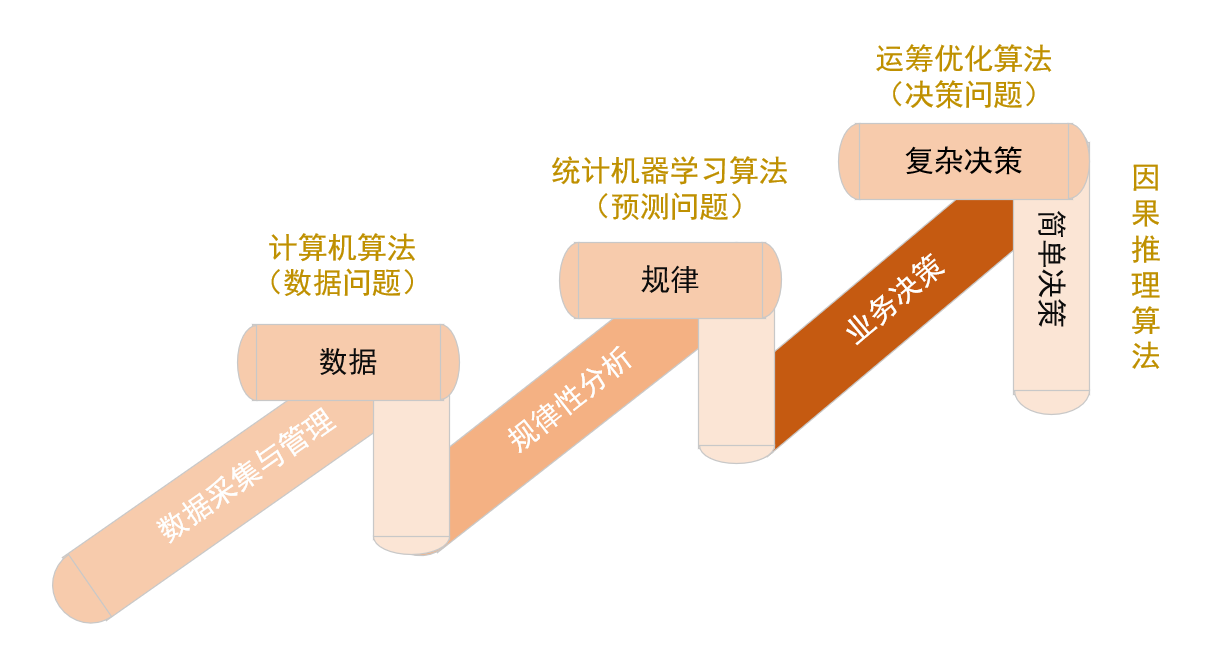 运筹优化算法
（决策问题）
复杂决策
统计机器学习算法
（预测问题）
因果推理算法
简单决策
计算机算法
（数据问题）
规律
业务决策
数据
规律性分析
数据采集与管理